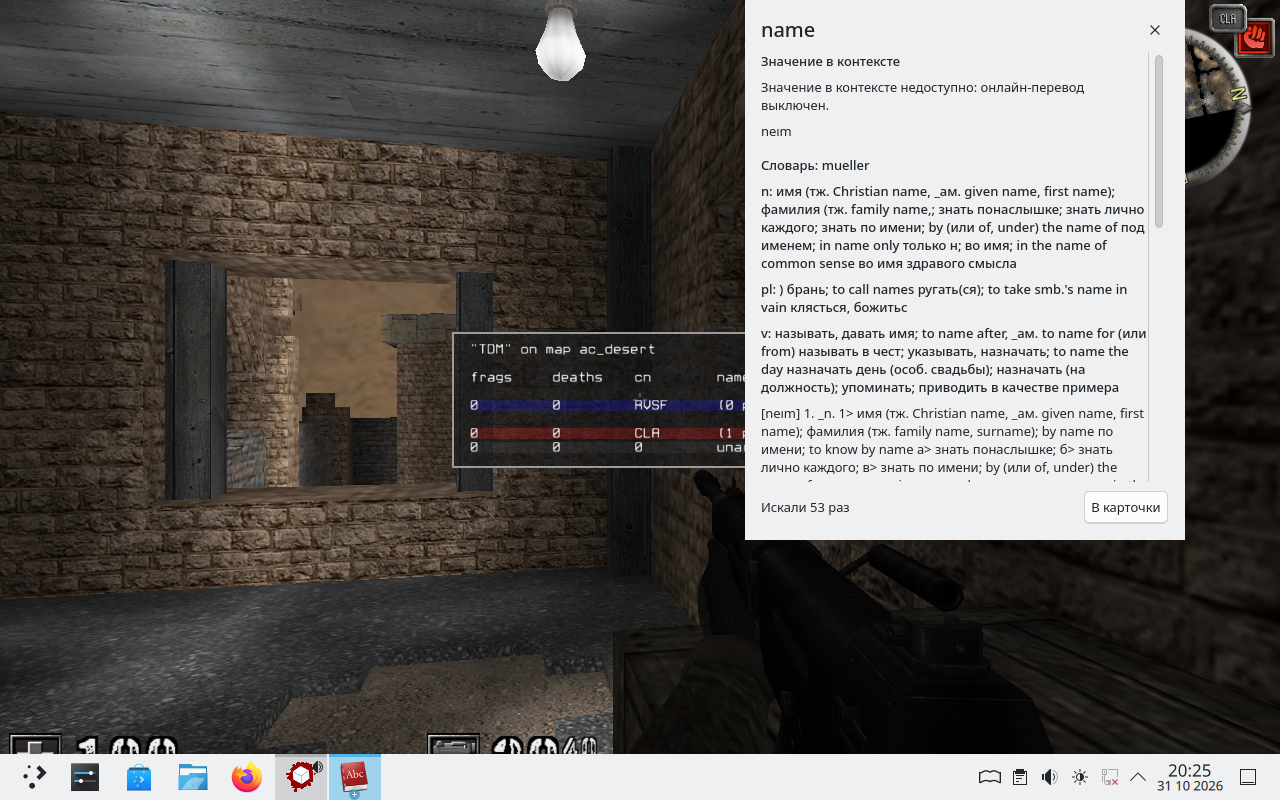 name
Значение в контексте
Значение в контексте недоступно: онлайн-перевод
выключен.
neɪm
Словарь: mueller
n: имя (тж. Christian name, _ам. given name, first name);
фамилия (тж. family name,; знать понаслышке; знать лично
каждого; знать по имени; by (или of, under) the name of под
именем; in name only только н; во имя; in the name of
common sense во имя здравого смысла
pl: ) брань; to call names ругать(ся); to take smb.'s name in
vain клясться, божитьс
v: называть, давать имя; to name after, _ам. to name for (или
from) называть в чест; указывать, назначать; to name the
day назначать день (особ. свадьбы); назначать (на
должность); упоминать; приводить в качестве примера
[neɪm] 1. _n. 1> имя (тж. Christian name, _ам. given name, first
name); фамилия (тж. family name, surname); by name по
имени; to know by name а> знать понаслышке; б> знать
лично каждого; в> знать по имени; by (или of, under) the
Искали 53 раз
В карточки
CLA
N
"TDM" on map ac_desert
frags deaths cn name
0 0 RVSF (0 p
0 0 CLA (1 p
0 0 0 una
100
Abc
20:25
31 10 2026